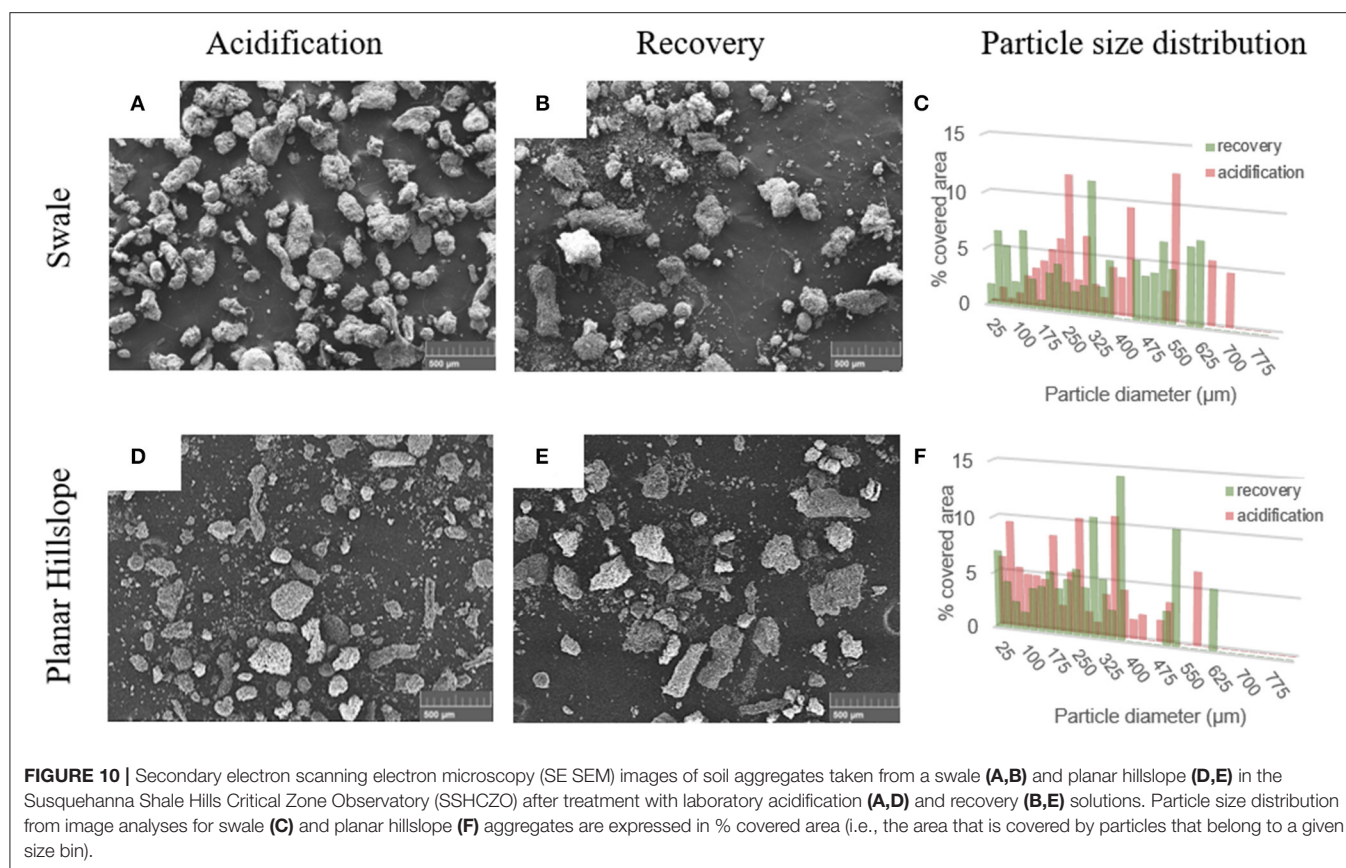 Acidification
Recovery
Particle size distribution
Swale
A
500 µm
B
500 µm
C
15
10
5
0
% covered area
recovery
acidification
25
100
175
250
325
400
475
550
625
700
775
Particle diameter (µm)
Planar Hillslope
D
500 µm
E
500 µm
F
15
10
5
0
% covered area
recovery
acidification
25
100
175
250
325
400
475
550
625
700
775
Particle diameter (µm)
FIGURE 10 | Secondary electron scanning electron microscopy (SE SEM) images of soil aggregates taken from a swale (A,B) and planar hillslope (D,E) in the
Susquehanna Shale Hills Critical Zone Observatory (SSHCZO) after treatment with laboratory acidification (A,D) and recovery (B,E) solutions. Particle size distribution
from image analyses for swale (C) and planar hillslope (F) aggregates are expressed in % covered area (i.e., the area that is covered by particles that belong to a given
size bin).